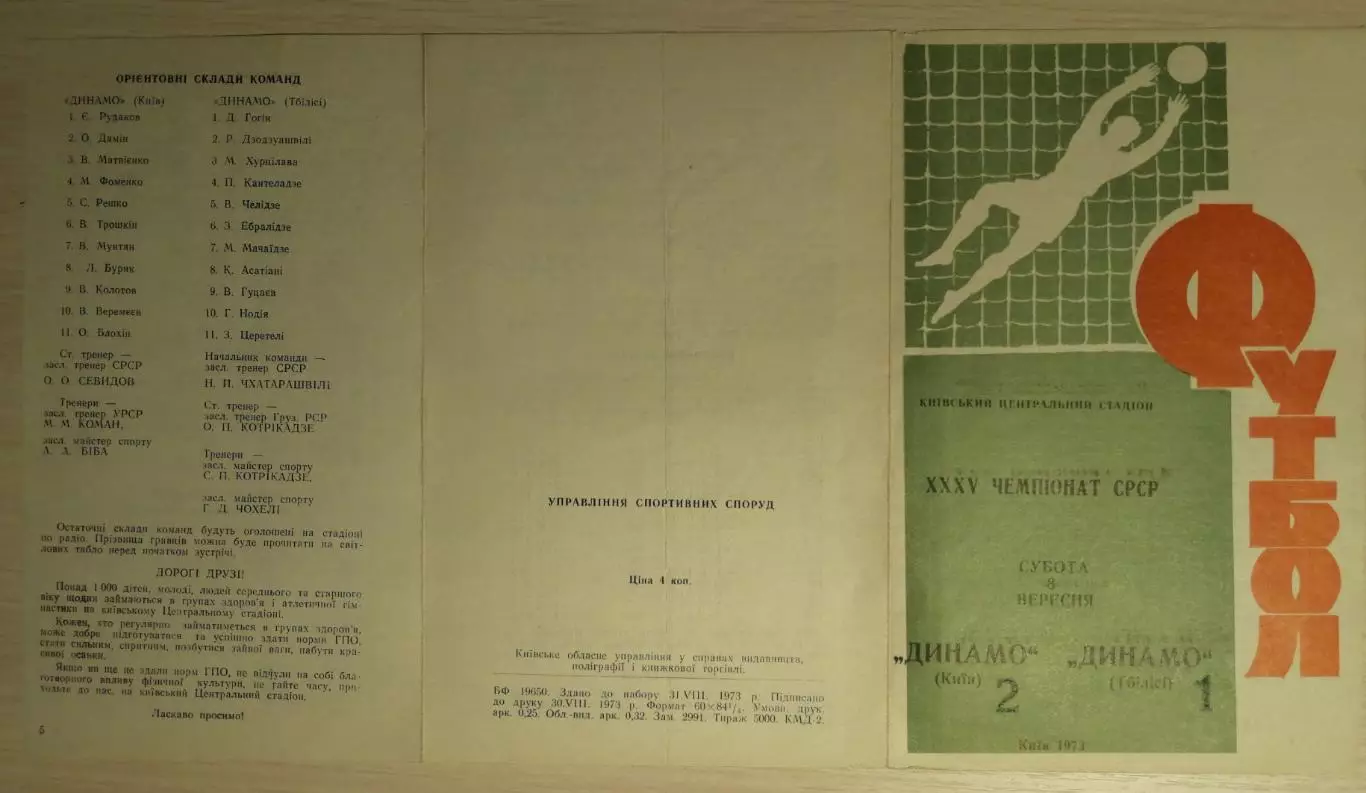 ОРІЄНТОВНІ СКЛАДИ КОМАНД
«ДИНАМО» (Київ)
1. Є. Рудаков
2. О. Дамін
3. В. Матвієнко
4. М. Фоменко
5. С. Решко
6. В. Трошкін
7. В. Мунтян
8. Л. Буряк
9. В. Колотов
10. В. Веремєєв
11. О. Блохін
Ст. тренер —
засл. тренер СРСР
О. О СЕВИДОВ
Тренери —
засл. тренер УРСР
М. М. КОМАН,
засл. майстер спорту
А. А. БІБА
«ДИНАМО» (Тбілісі)
1. Д. Гогія
2. Р. Дзодзуашвілі
3 М. Хурцілава
4. П. Кантеладзе
5. В. Челідзе
6. З. Ебралідзе
7. М. Мачаїдзе
8. К. Асатіані
9. В. Гуцаєв
10. Г. Нодія
11. З. Церетелі
Начальник команди —
засл. тренер СРСР
Н. П. ЧХАТАРАШВІЛІ
Ст. тренер —
засл. тренер Груз. РСР
О. П. КОТРІКАДЗЕ
Тренери —
засл. майстер спорту
С. П. КОТРІКАДЗЕ,
засл. майстер спорту
Г. Д. ЧОХЕЛІ
Остаточні склади команд будуть оголошені на стадіоні
по радіо. Прізвища гравців можна буде прочитати на світ-
лових табло перед початком зустрічі.
ДОРОГІ ДРУЗІ!
Понад 1 000 дітей, молоді, людей середнього та старшого
віку щодня займаються в групах здоров'я і атлетичної гім-
настики на київському Центральному стадіоні.
Кожен, хто регулярно займатиметься в групах здоров'я,
може добре підготуватися та успішно здати норми ГПО,
стати сильним, спритним, позбутися зайвої ваги, набути кра-
сивої осанки.
Якщо ви ще не здали норм ГПО, не відчули на собі бла-
готворного впливу фізичної культури, не гайте часу, при-
ходьте до нас, на київський Центральний стадіон.
Ласкаво просимо!
5
УПРАВЛІННЯ СПОРТИВНИХ СПОРУД
Ціна 4 коп.
Київське обласне управління у справах видавництв,
поліграфії і книжкової торгівлі.
БФ 19650. Здано до набору 31.VIII. 1973 р. Підписано
до друку 30.VIII. 1973 р. Формат 60×84¹/₄. Умовн. друк.
арк. 0,25. Обл.-вид. арк. 0,32. Зам. 2991. Тираж 5000. КМД-2.
ФУТБОЛ
КИЇВСЬКИЙ ЦЕНТРАЛЬНИЙ СТАДІОН
XXXV ЧЕМПІОНАТ СРСР
СУБОТА
8
ВЕРЕСНЯ
„ДИНАМО“ „ДИНАМО“
(Київ) (Тбілісі)
2 1
Київ 1973